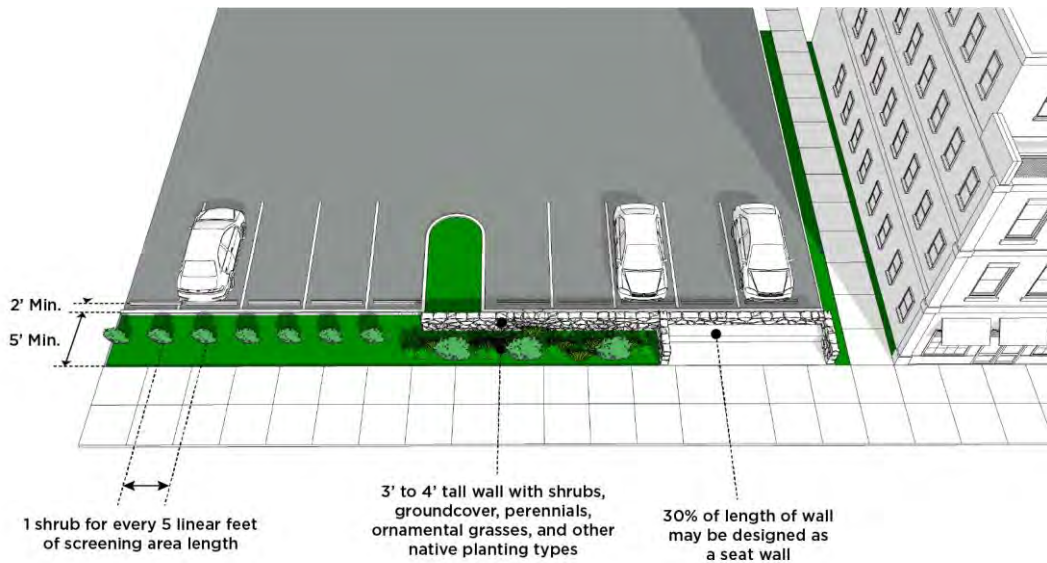 2' Min.
5' Min.
1 shrub for every 5 linear feet
of screening area length
3' to 4' tall wall with shrubs,
groundcover, perennials,
ornamental grasses, and other
native planting types
30% of length of wall
may be designed as
a seat wall